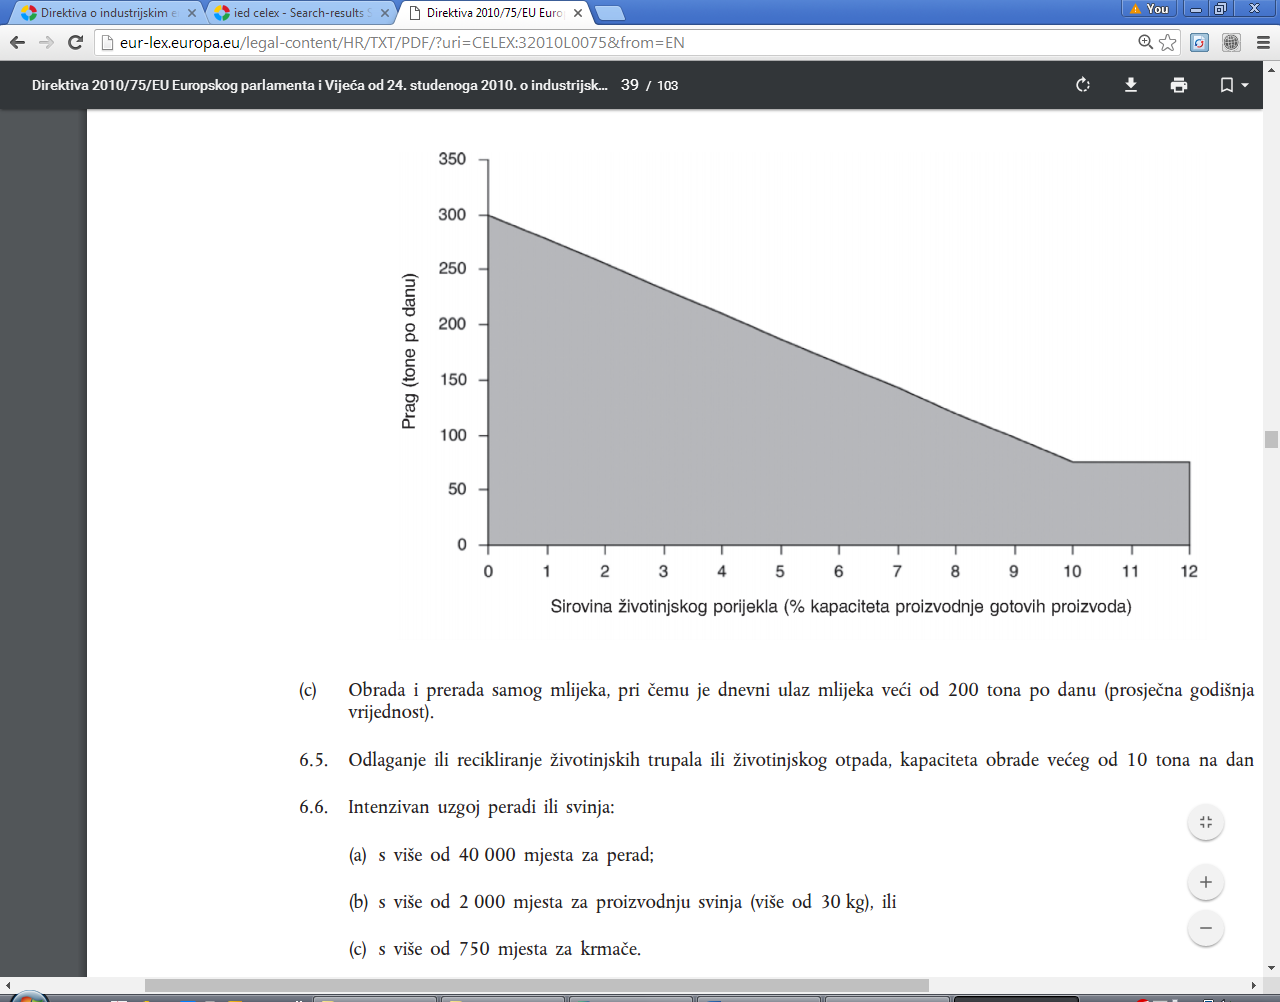 Direktiva o industrijskim e
ied celex - Search-results S
Direktiva 2010/75/EU Euro
You
eur-lex.europa.eu/legal-content/HR/TXT/PDF/?uri=CELEX:32010L0075&from=EN
Direktiva 2010/75/EU Europskog parlamenta i Vijeća od 24. studenoga 2010. o industrijsk... 39 / 103
350
300
250
200
150
100
50
0
Prag (tone po danu)
0 1 2 3 4 5 6 7 8 9 10 11 12
Sirovina životinjskog porijekla (% kapaciteta proizvodnje gotovih proizvoda)
(c) Obrada i prerada samog mlijeka, pri čemu je dnevni ulaz mlijeka veći od 200 tona po danu (prosječna godišnja
vrijednost).
6.5. Odlaganje ili recikliranje životinjskih trupala ili životinjskog otpada, kapaciteta obrade većeg od 10 tona na dan
6.6. Intenzivan uzgoj peradi ili svinja:
(a) s više od 40 000 mjesta za perad;
(b) s više od 2 000 mjesta za proizvodnju svinja (više od 30 kg), ili
(c) s više od 750 mjesta za krmače.